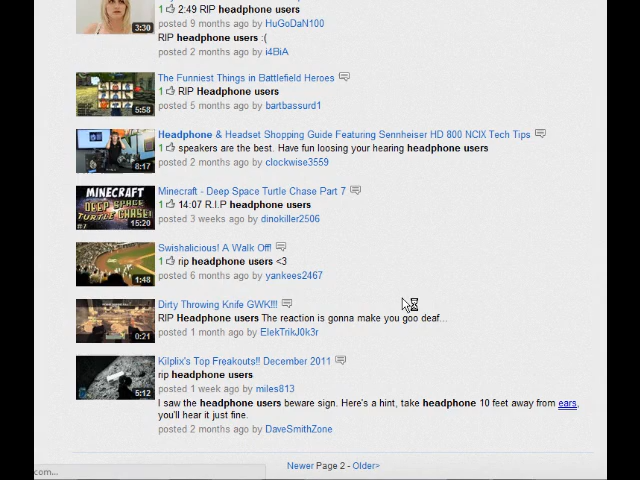 1 2:49 RIP headphone users
3:30
posted 9 months ago by HuGoDaN100
RIP headphone users :(
posted 2 months ago by i4BiA
The Funniest Things in Battlefield Heroes
1 RIP Headphone users
5:58
posted 5 months ago by bartbassurd1
Headphone & Headset Shopping Guide Featuring Sennheiser HD 800 NCIX Tech Tips
1 speakers are the best. Have fun loosing your hearing headphone users
8:17
posted 2 months ago by clockwise3559
Minecraft - Deep Space Turtle Chase Part 7
MINECRAFT
DEEP SPACE
TURTLE CHASE!
#7
15:20
1 14:07 R.I.P headphone users
posted 3 weeks ago by dinokiller2506
Swishalicious! A Walk Off!
1 rip headphone users <3
1:48
posted 6 months ago by yankees2467
Dirty Throwing Knife GWK!!!
RIP Headphone users The reaction is gonna make you goo deaf...
0:21
posted 1 month ago by ElekTrikJ0k3r
Kilplix's Top Freakouts!! December 2011
rip headphone users
5:12
posted 1 week ago by miles813
I saw the headphone users beware sign. Here's a hint, take headphone 10 feet away from ears,
you'll hear it just fine.
posted 2 months ago by DaveSmithZone
Newer Page 2 - Older>
com...